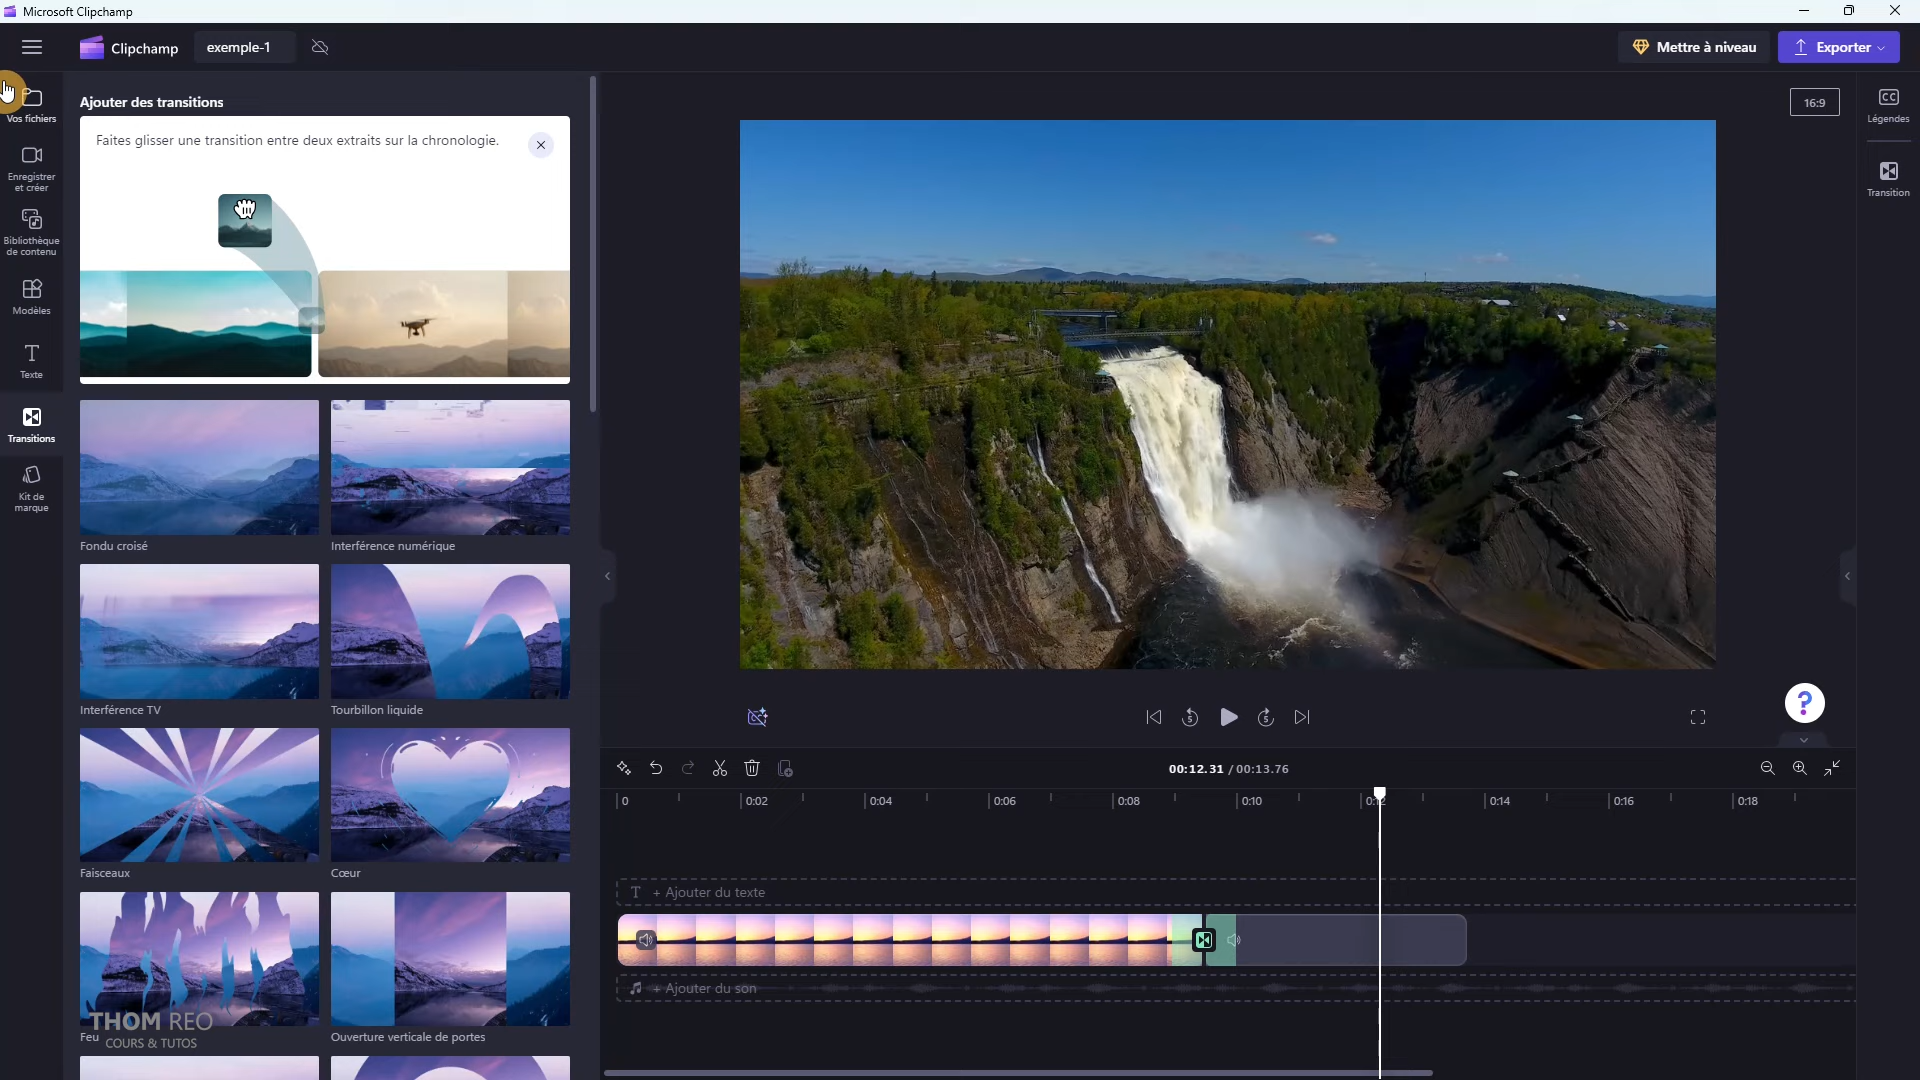 Microsoft Clipchamp
Clipchamp
exemple-1
Mettre à niveau
Exporter
Vos fichiers
Enregistrer
et créer
Bibliothèque
de contenu
Modèles
Texte
Transitions
Kit de
marque
Ajouter des transitions
Faites glisser une transition entre deux extraits sur la chronologie.
Fondu croisé
Interférence numérique
Interférence TV
Tourbillon liquide
Faisceaux
Cœur
Feu
Ouverture verticale de portes
THOM REO
COURS & TUTOS
16:9
CC
Légendes
Transition
CC
5
5
?
00:12.31 / 00:13.76
0
0:02
0:04
0:06
0:08
0:10
0:12
0:14
0:16
0:18
T + Ajouter du texte
+ Ajouter du son